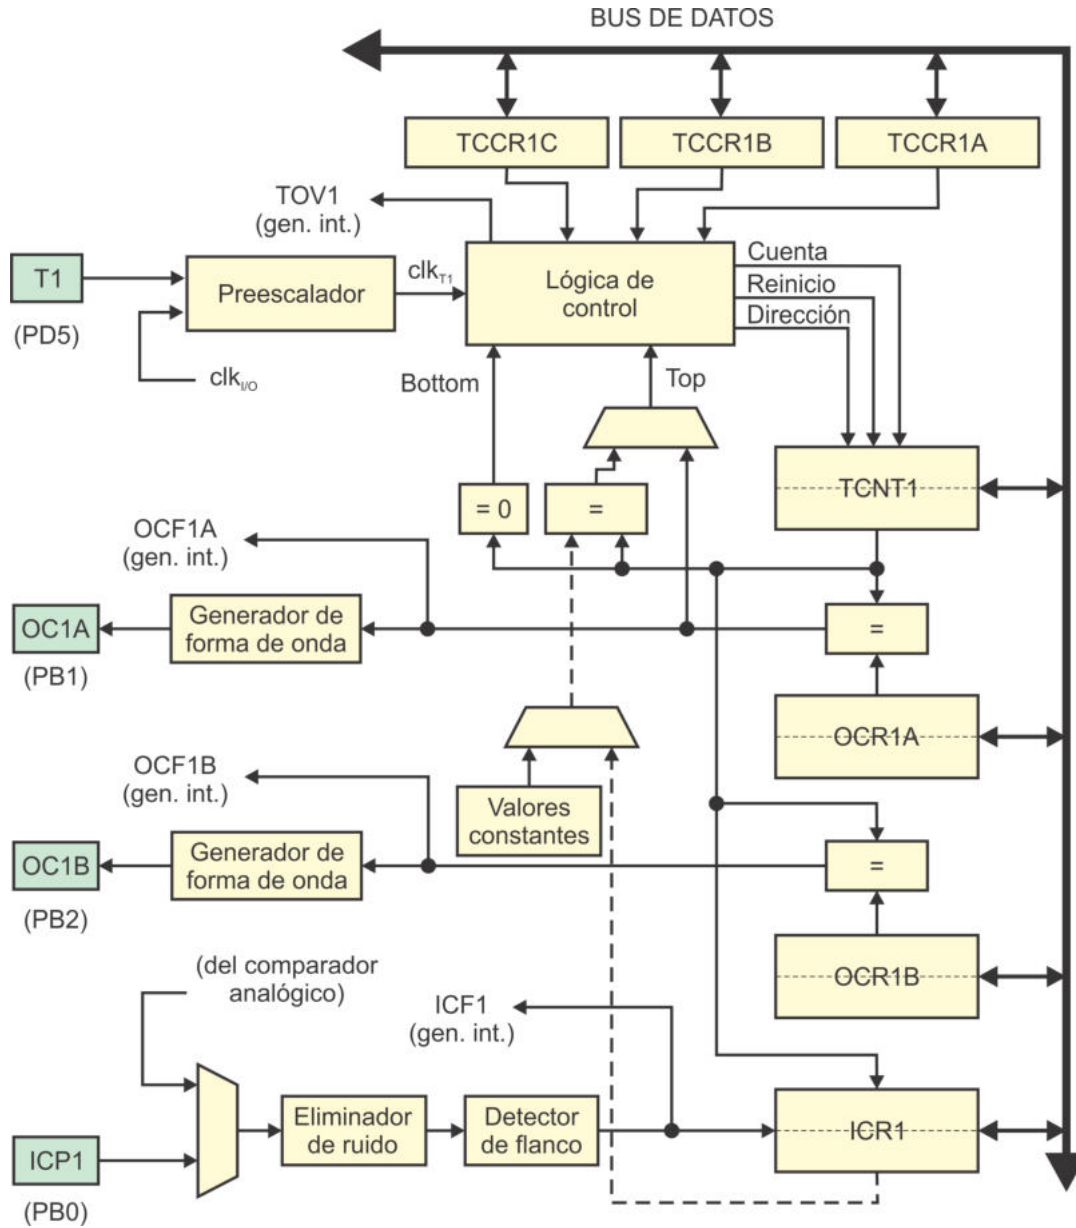 BUS DE DATOS
TCCR1C
TCCR1B
TCCR1A
TOV1
(gen. int.)
T1
(PD5)
Preescalador
clkT1
clkI/O
Lógica de
control
Cuenta
Reinicio
Dirección
Bottom
Top
TCNT1
= 0
=
OCF1A
(gen. int.)
OC1A
(PB1)
Generador de
forma de onda
=
OCR1A
OCF1B
(gen. int.)
Valores
constantes
OC1B
(PB2)
Generador de
forma de onda
=
OCR1B
(del comparador
analógico)
ICF1
(gen. int.)
ICP1
(PB0)
Eliminador
de ruido
Detector
de flanco
ICR1